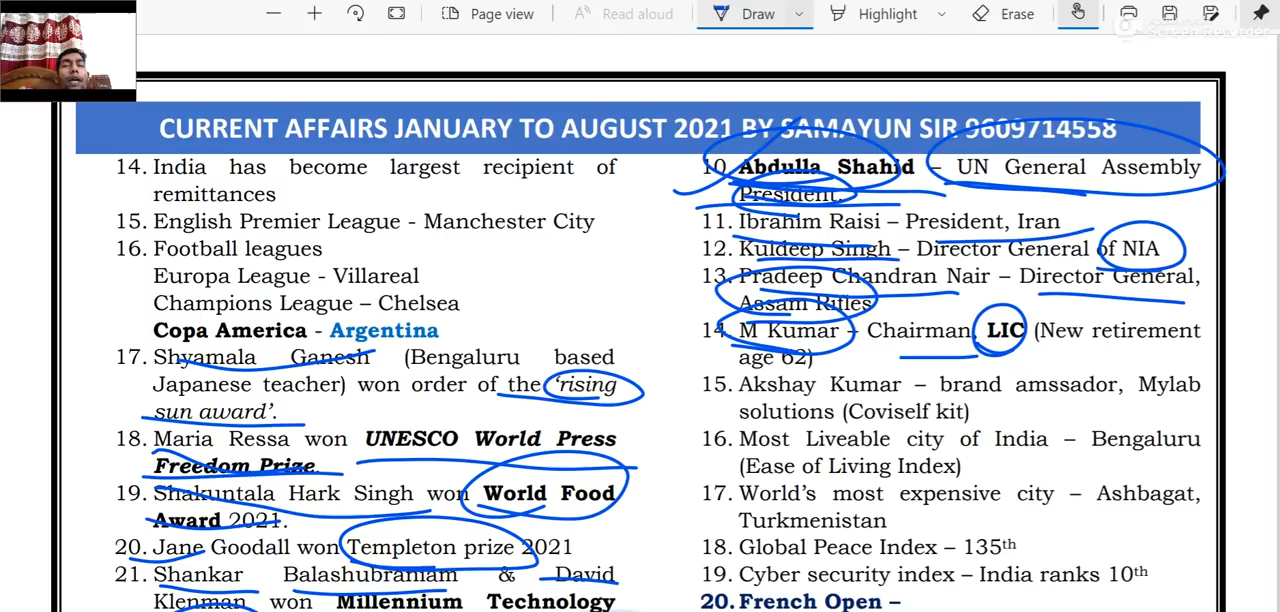 Page view
Read aloud
Draw
Highlight
Erase
Screen Recorder
CURRENT AFFAIRS JANUARY TO AUGUST 2021 BY SAMAYUN SIR 9609714558
14. India has become largest recipient of
remittances
15. English Premier League - Manchester City
16. Football leagues
Europa League - Villareal
Champions League – Chelsea
Copa America - Argentina
17. Shyamala Ganesh (Bengaluru based
Japanese teacher) won order of the ‘rising
sun award’.
18. Maria Ressa won UNESCO World Press
Freedom Prize.
19. Shakuntala Hark Singh won World Food
Award 2021.
20. Jane Goodall won Templeton prize 2021
21. Shankar Balashubraniam & David
Klenman won Millennium Technology
10. Abdulla Shahid – UN General Assembly
President.
11. Ibrahim Raisi – President, Iran
12. Kuldeep Singh – Director General of NIA
13. Pradeep Chandran Nair – Director General,
Assam Rifles
14. M Kumar – Chairman, LIC (New retirement
age 62)
15. Akshay Kumar – brand amssador, Mylab
solutions (Coviself kit)
16. Most Liveable city of India – Bengaluru
(Ease of Living Index)
17. World’s most expensive city – Ashbagat,
Turkmenistan
18. Global Peace Index – 135th
19. Cyber security index – India ranks 10th
20. French Open –